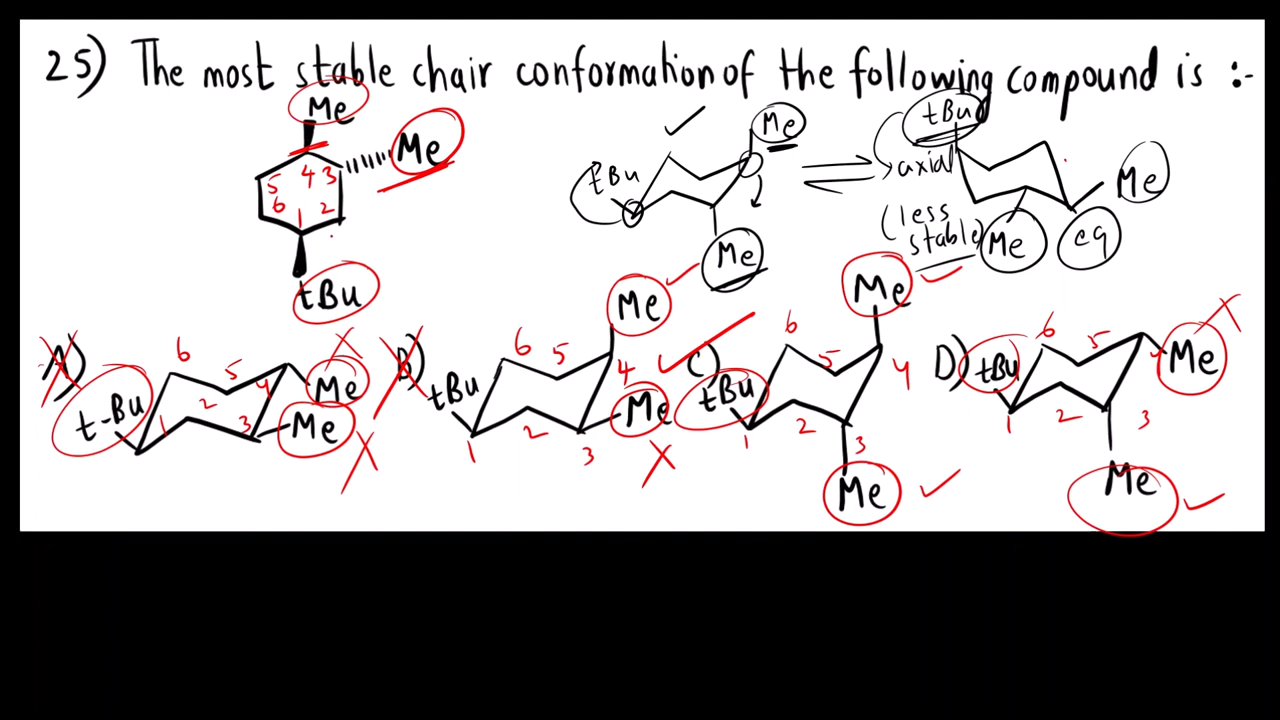 25) The most stable chair conformation of the following compound is :-
Me
Me
4 3
5
6
2
1
tBu
tBu
Me
Me
tBu
axial
(less
stable)
Me
Me
eq
A)
t-Bu
6
5
4
2
1
3
Me
Me
B)
tBu
6
5
4
2
1
3
Me
Me
C)
tBu
6
5
4
2
1
3
Me
Me
D)
tBu
6
5
4
2
1
3
Me
Me